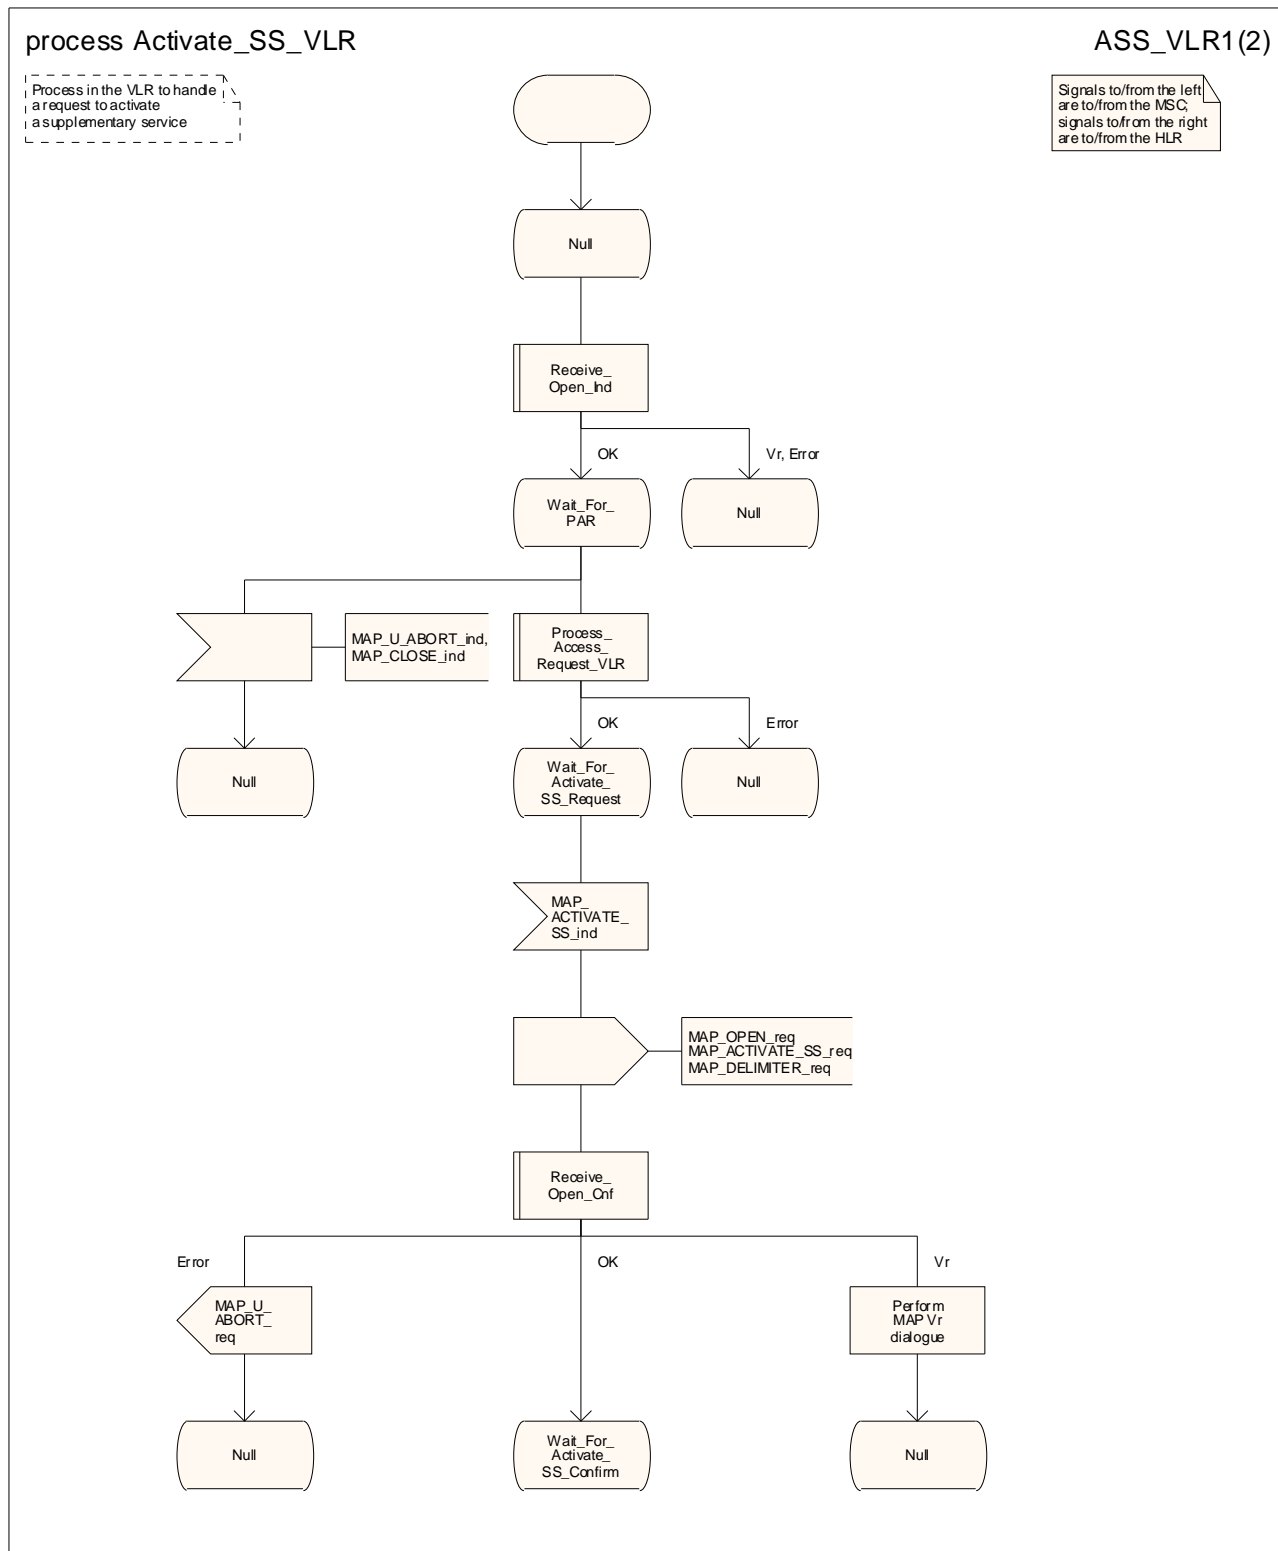 process Activate_SS_VLR
ASS_VLR1(2)
Process in the VLR to handle
a request to activate
a supplementary service
Signals to/from the left
are to/from the MSC;
signals to/from the right
are to/from the HLR
Null
Receive_
Open_Ind
OK
Vr, Error
Wait_For_
PAR
Null
MAP_U_ABORT_ind,
MAP_CLOSE_ind
Process_
Access_
Request_VLR
OK
Error
Null
Wait_For_
Activate_
SS_Request
Null
MAP_
ACTIVATE_
SS_ind
MAP_OPEN_req
MAP_ACTIVATE_SS_req
MAP_DELIMITER_req
Receive_
Open_Cnf
Error
OK
Vr
MAP_U_
ABORT_
req
Perform
MAP Vr
dialogue
Null
Wait_For_
Activate_
SS_Confirm
Null